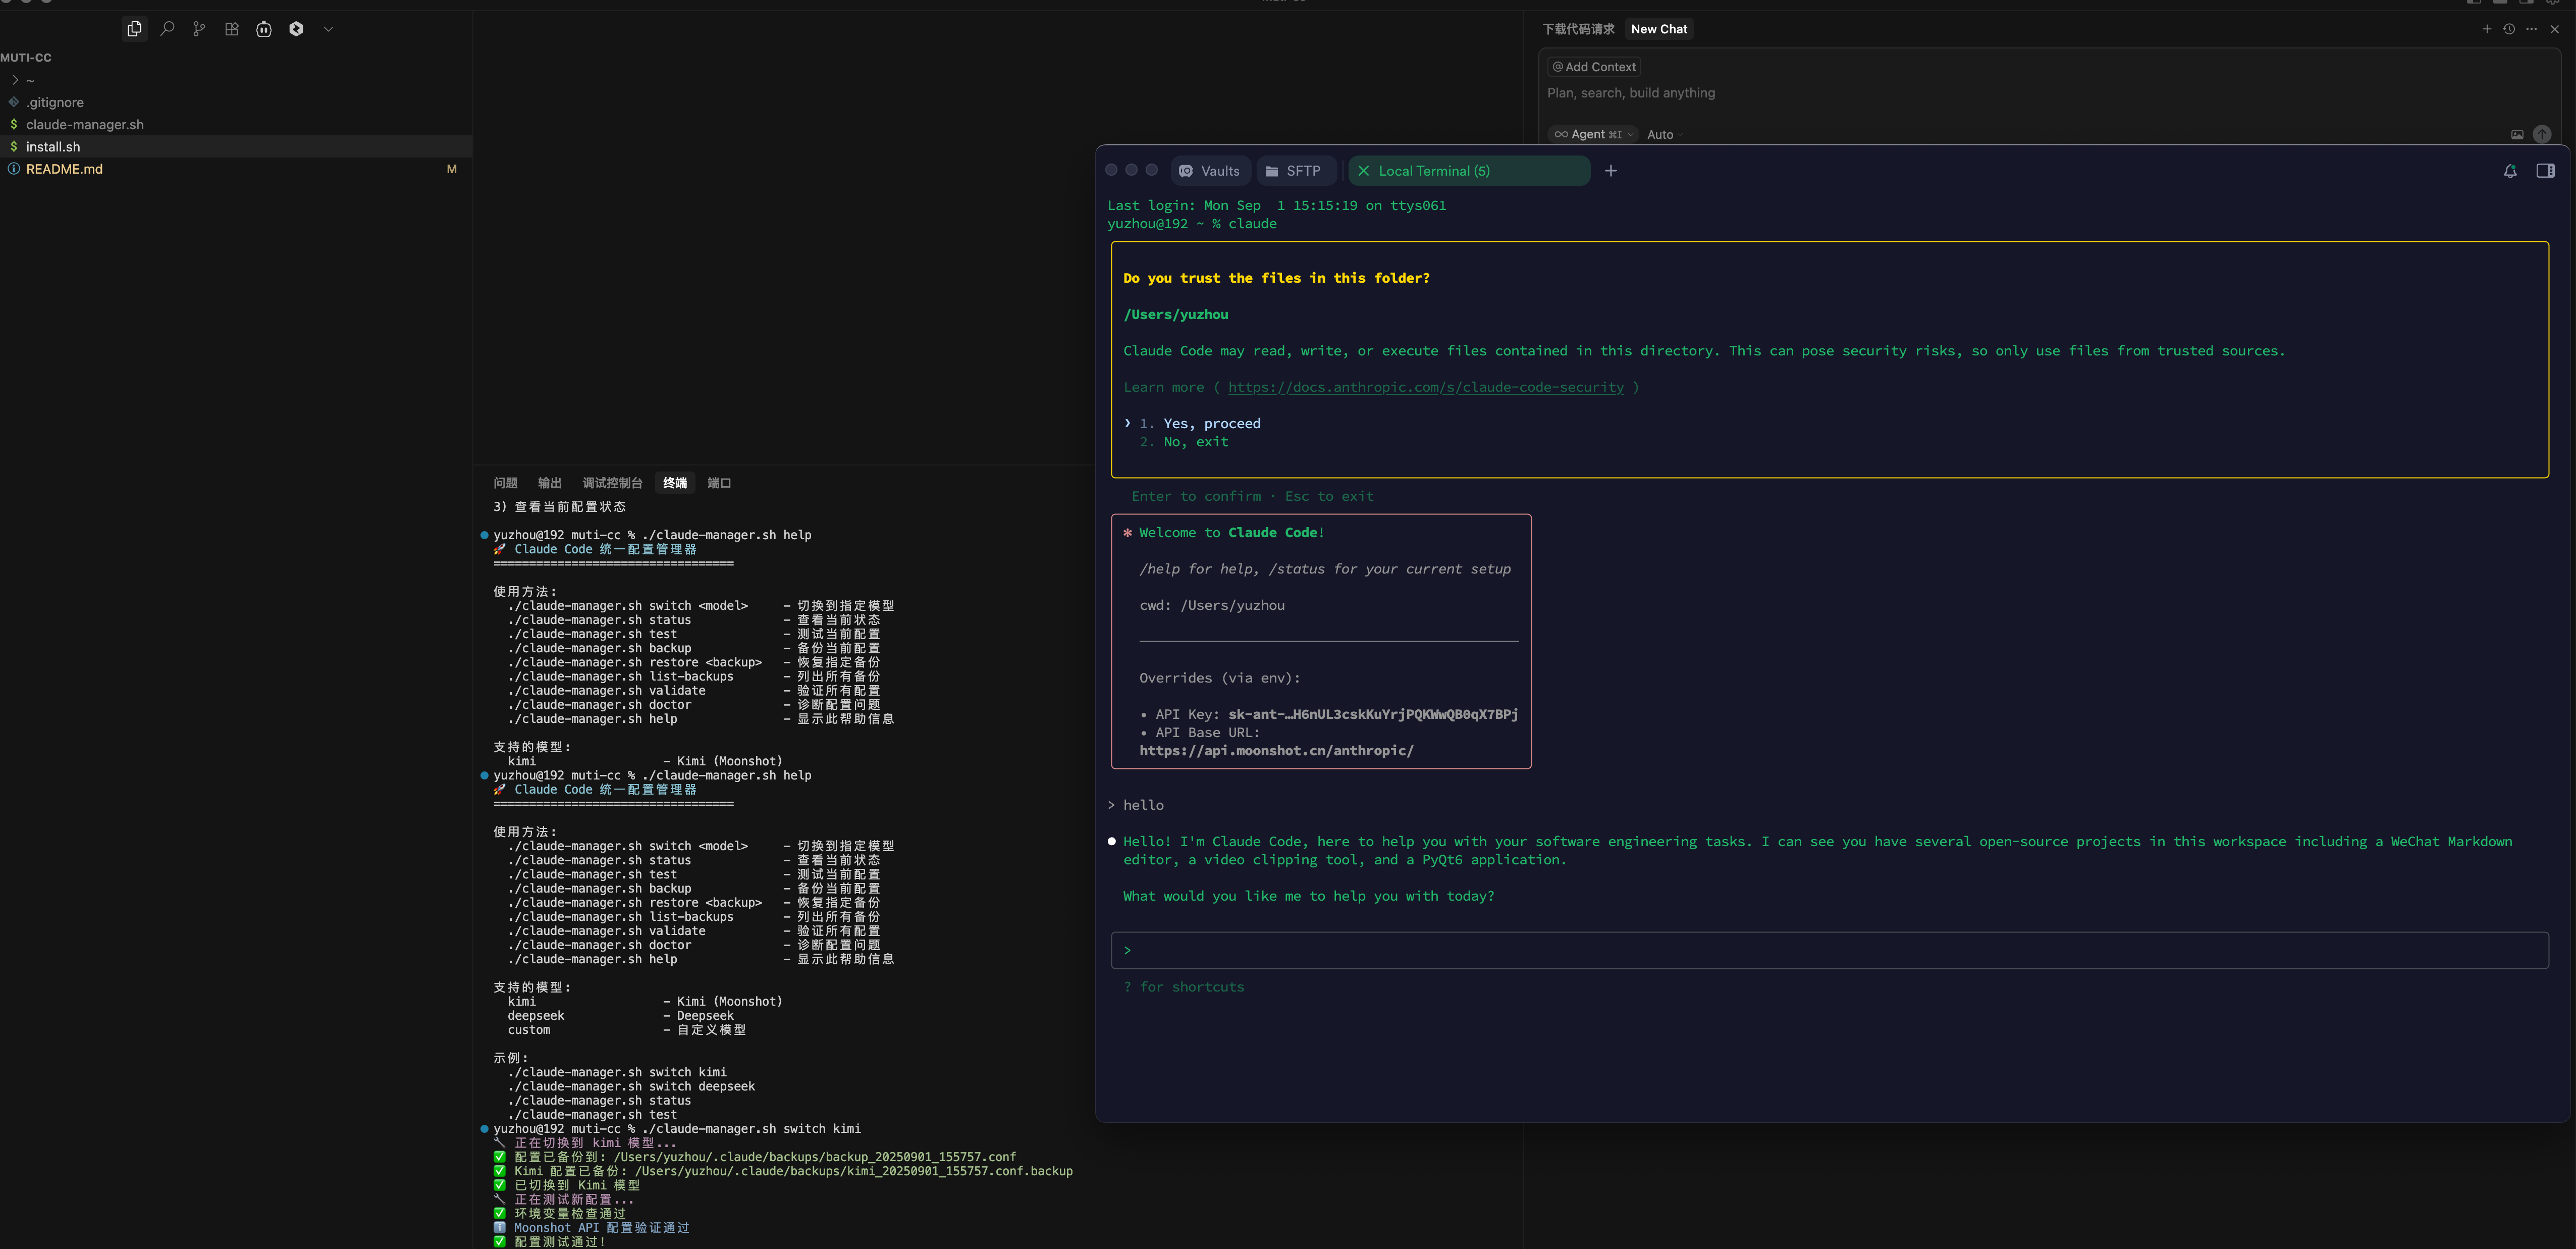 MUTI-CC
~
.gitignore
claude-manager.sh
install.sh
README.md
M
问题 输出 调试控制台 终端 端口
3) 查看当前配置状态
yuzhou@192 muti-cc % ./claude-manager.sh help
🚀 Claude Code 统一配置管理器
==================================
使用方法:
./claude-manager.sh switch <model> - 切换到指定模型
./claude-manager.sh status - 查看当前状态
./claude-manager.sh test - 测试当前配置
./claude-manager.sh backup - 备份当前配置
./claude-manager.sh restore <backup> - 恢复指定备份
./claude-manager.sh list-backups - 列出所有备份
./claude-manager.sh validate - 验证所有配置
./claude-manager.sh doctor - 诊断配置问题
./claude-manager.sh help - 显示此帮助信息
支持的模型:
kimi - Kimi (Moonshot)
yuzhou@192 muti-cc % ./claude-manager.sh help
🚀 Claude Code 统一配置管理器
==================================
使用方法:
./claude-manager.sh switch <model> - 切换到指定模型
./claude-manager.sh status - 查看当前状态
./claude-manager.sh test - 测试当前配置
./claude-manager.sh backup - 备份当前配置
./claude-manager.sh restore <backup> - 恢复指定备份
./claude-manager.sh list-backups - 列出所有备份
./claude-manager.sh validate - 验证所有配置
./claude-manager.sh doctor - 诊断配置问题
./claude-manager.sh help - 显示此帮助信息
支持的模型:
kimi - Kimi (Moonshot)
deepseek - Deepseek
custom - 自定义模型
示例:
./claude-manager.sh switch kimi
./claude-manager.sh switch deepseek
./claude-manager.sh status
./claude-manager.sh test
yuzhou@192 muti-cc % ./claude-manager.sh switch kimi
🔧 正在切换到 kimi 模型...
✅ 配置已备份到: /Users/yuzhou/.claude/backups/backup_20250901_155757.conf
✅ Kimi 配置已备份: /Users/yuzhou/.claude/backups/kimi_20250901_155757.conf.backup
✅ 已切换到 Kimi 模型
🔧 正在测试新配置...
✅ 环境变量检查通过
ℹ️ Moonshot API 配置验证通过
✅ 配置测试通过!
下载代码请求 New Chat
@ Add Context
Plan, search, build anything
∞ Agent ⌘I Auto
Vaults SFTP Local Terminal (5) +
Last login: Mon Sep  1 15:15:19 on ttys061
yuzhou@192 ~ % claude
Do you trust the files in this folder?
/Users/yuzhou
Claude Code may read, write, or execute files contained in this directory. This can pose security risks, so only use files from trusted sources.
Learn more ( https://docs.anthropic.com/s/claude-code-security )
❯ 1. Yes, proceed
2. No, exit
Enter to confirm · Esc to exit
✻ Welcome to Claude Code!
/help for help, /status for your current setup
cwd: /Users/yuzhou
Overrides (via env):
• API Key: sk-ant-…H6nUL3cskKuYrjPQKWwQB0qX7BPj
• API Base URL:
https://api.moonshot.cn/anthropic/
> hello
Hello! I'm Claude Code, here to help you with your software engineering tasks. I can see you have several open-source projects in this workspace including a WeChat Markdown
editor, a video clipping tool, and a PyQt6 application.
What would you like me to help you with today?
>
? for shortcuts